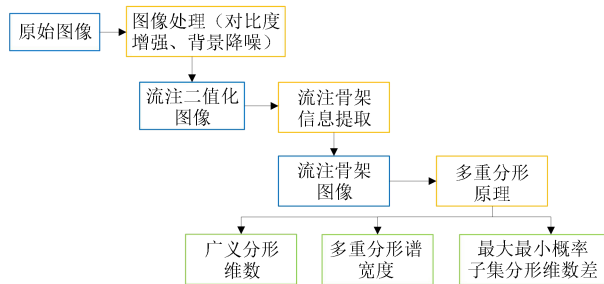 原始图像
图像处理（对比度
增强、背景降噪）
流注二值化
图像
流注骨架
信息提取
流注骨架
图像
多重分形
原理
广义分形
维数
多重分形谱
宽度
最大最小概率
子集分形维数差